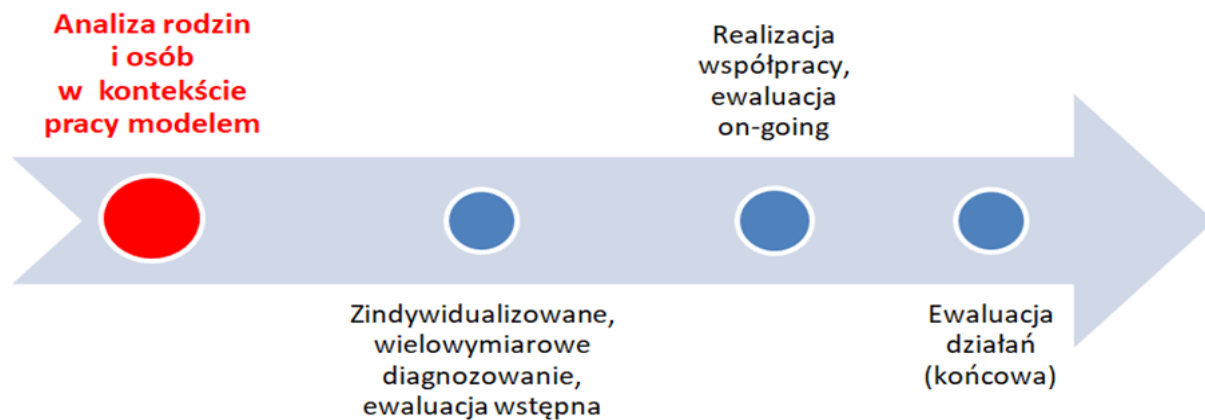 Analiza rodzin
i osób
w kontekście
pracy modelem
Zindywidualizowane,
wielowymiarowe
diagnozowanie,
ewaluacja wstępna
Realizacja
współpracy,
ewaluacja
on-going
Ewaluacja
działań
(końcowa)